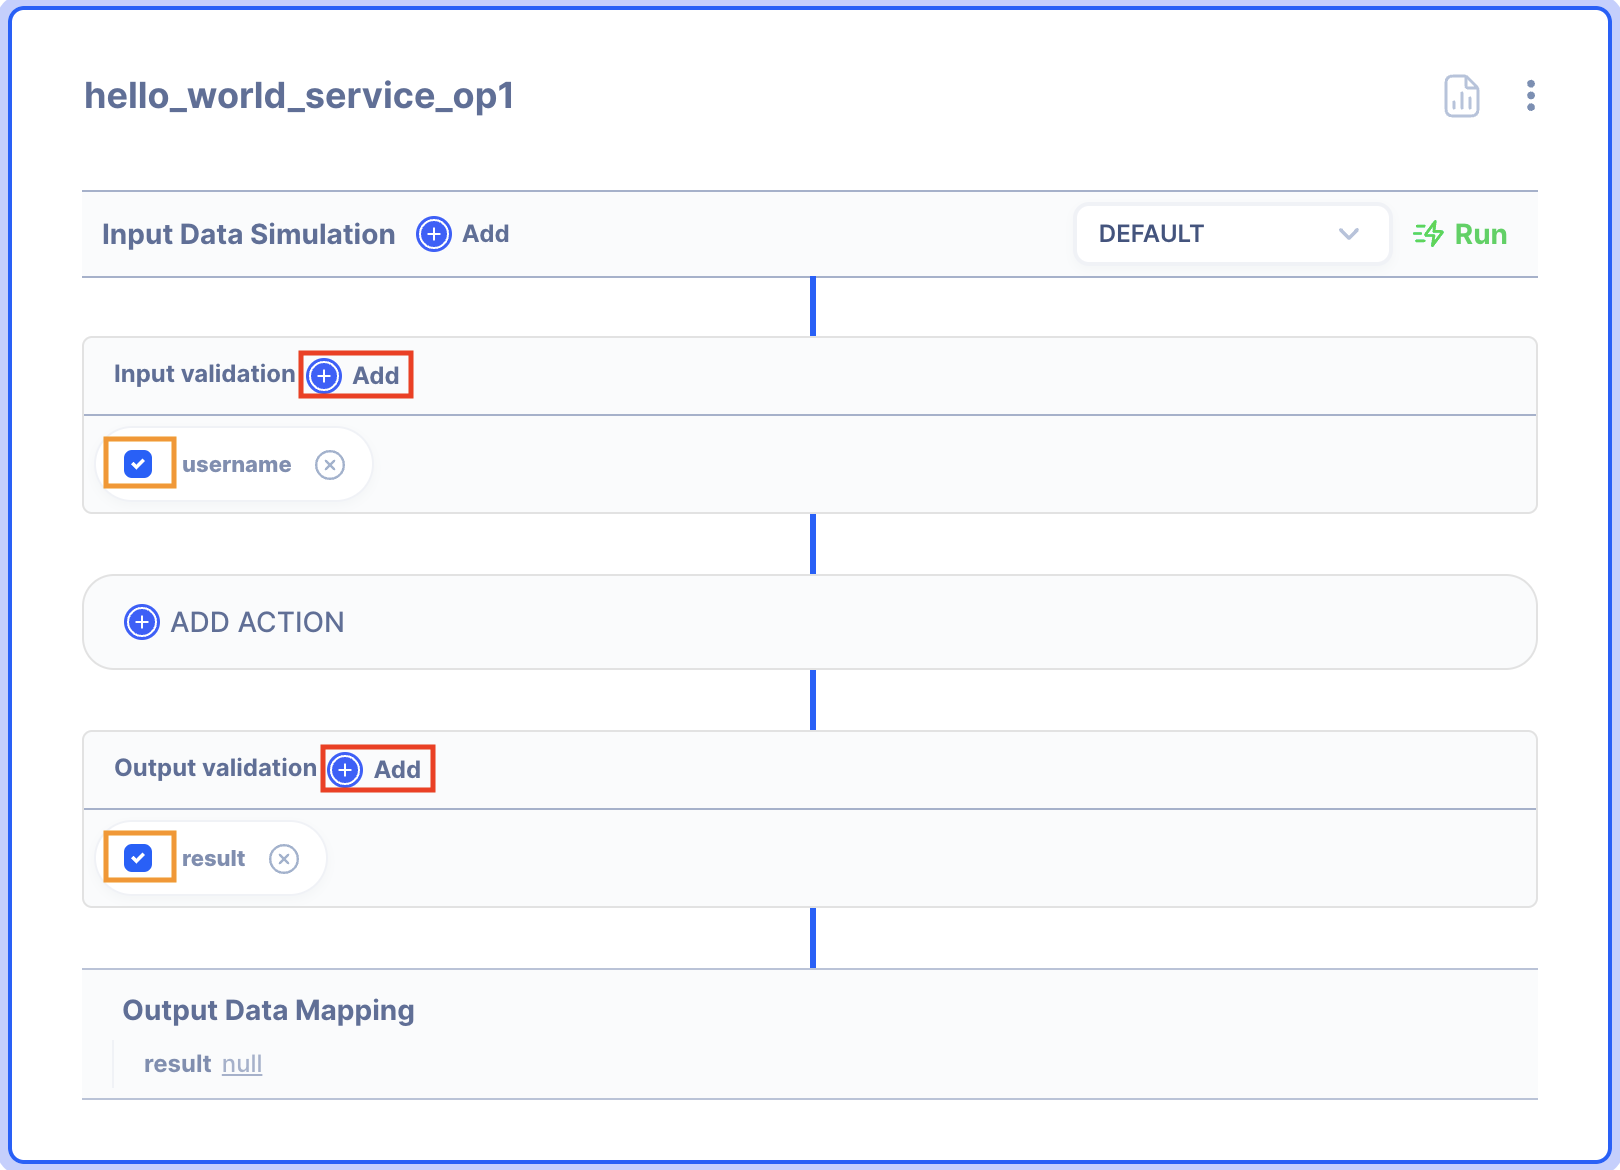 hello_world_service_op1
Input Data Simulation Add DEFAULT Run
Input validation Add
username
ADD ACTION
Output validation Add
result
Output Data Mapping
result null